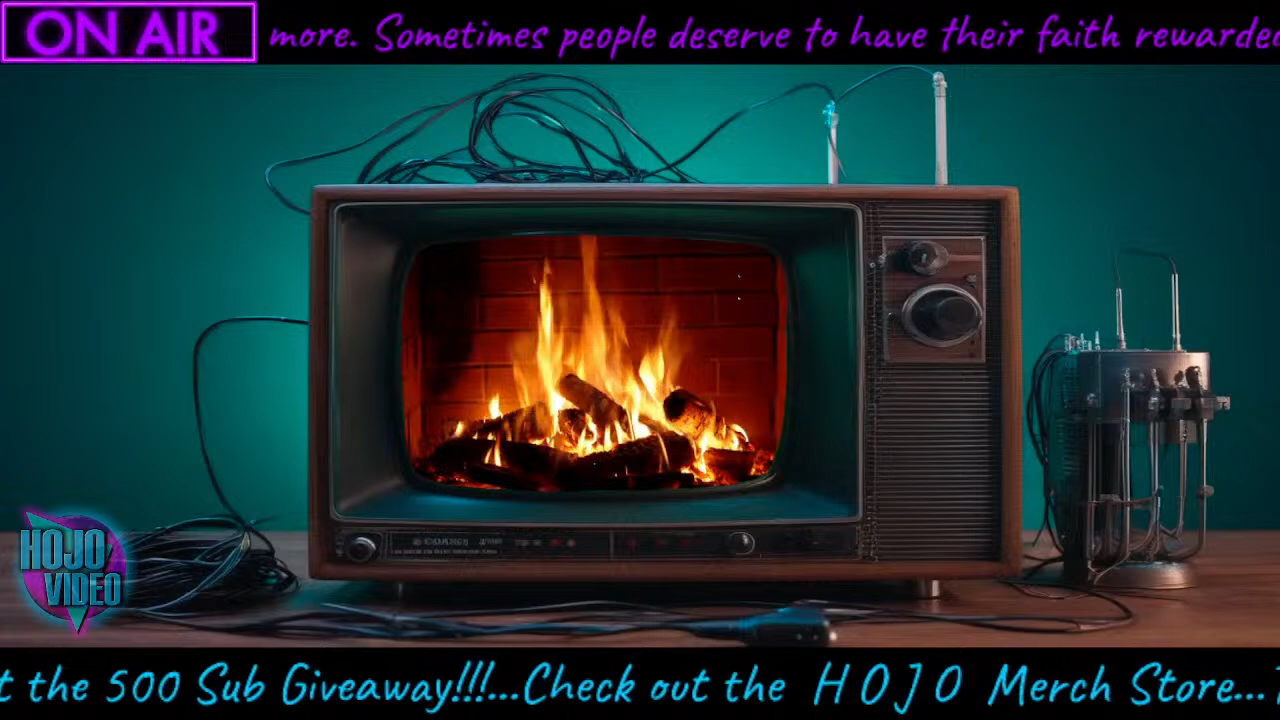 ON AIR more. Sometimes people deserve to have their faith rewarded
HOJO
VIDEO
t the 500 Sub Giveaway!!!...Check out the HOJO Merch Store...